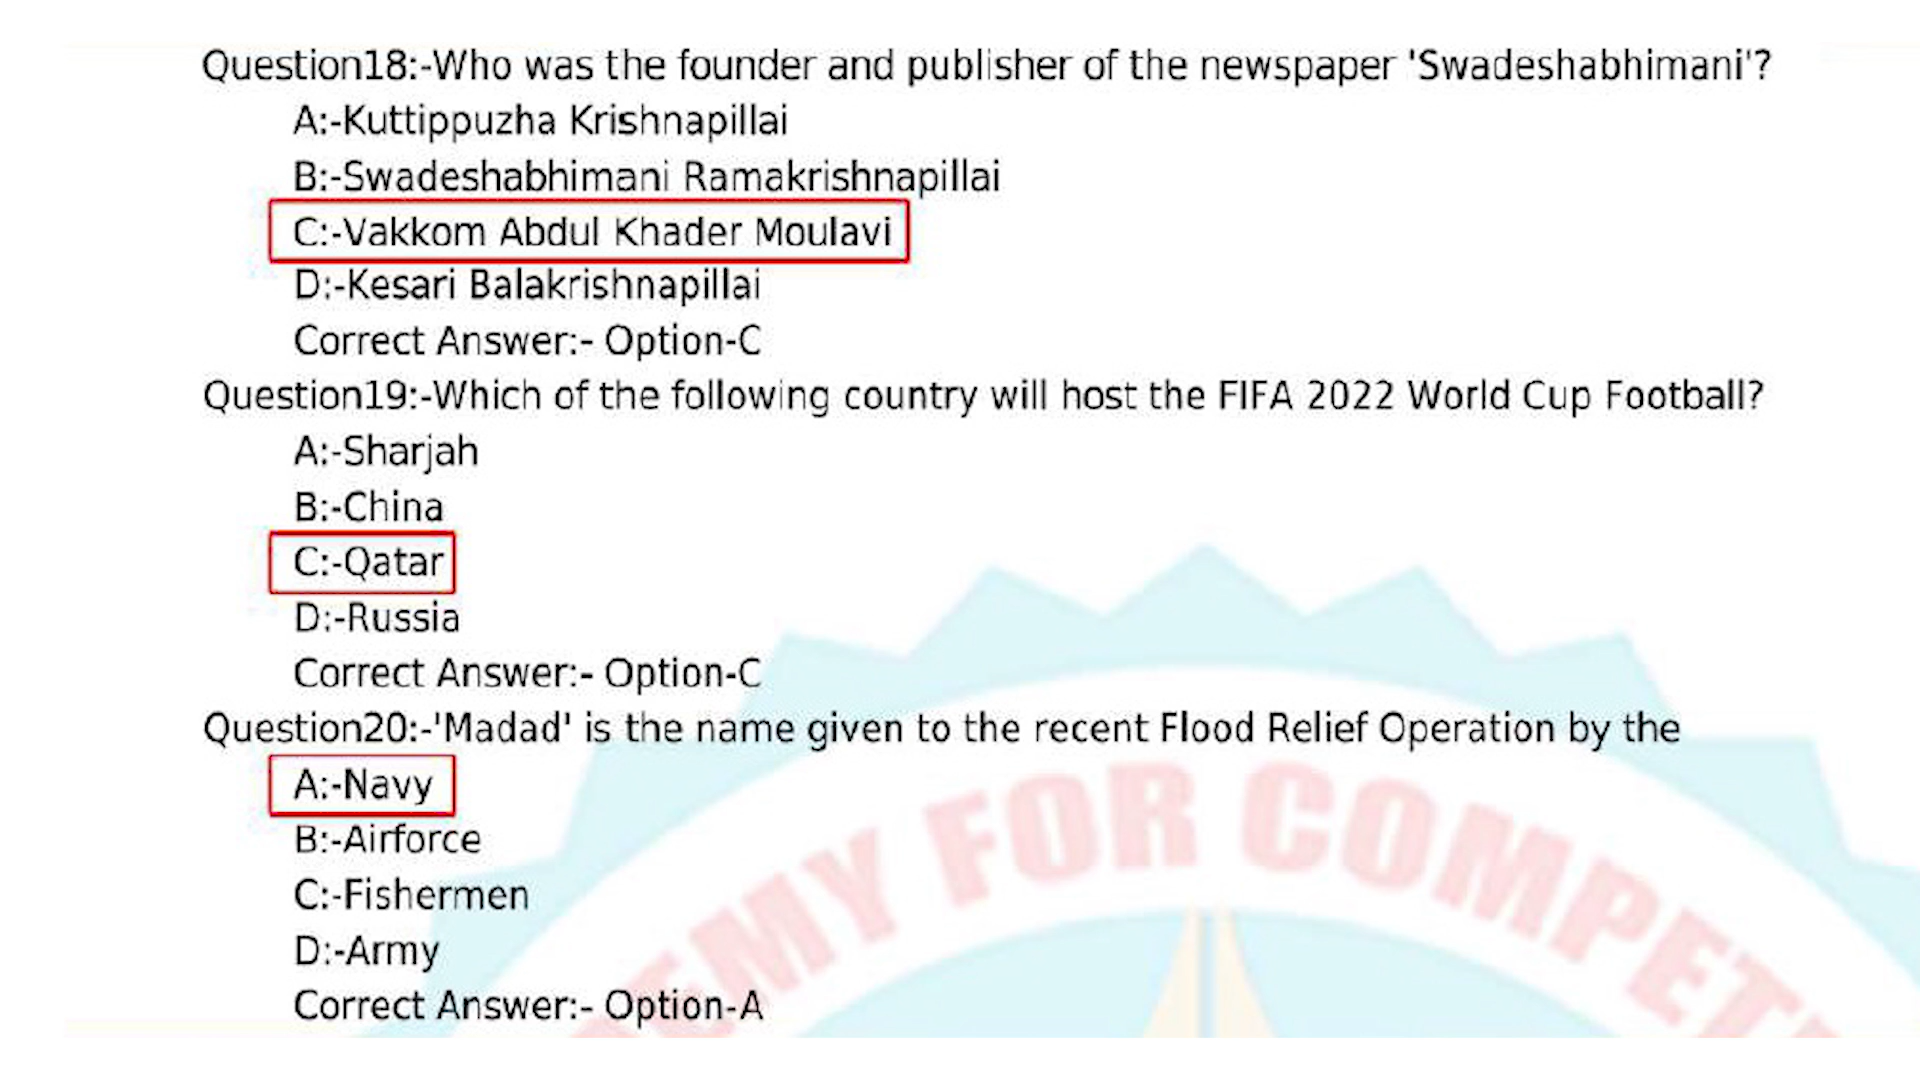 Question18:-Who was the founder and publisher of the newspaper 'Swadeshabhimani'?
A:-Kuttippuzha Krishnapillai
B:-Swadeshabhimani Ramakrishnapillai
C:-Vakkom Abdul Khader Moulavi
D:-Kesari Balakrishnapillai
Correct Answer:- Option-C
Question19:-Which of the following country will host the FIFA 2022 World Cup Football?
A:-Sharjah
B:-China
C:-Qatar
D:-Russia
Correct Answer:- Option-C
Question20:-'Madad' is the name given to the recent Flood Relief Operation by the
A:-Navy
B:-Airforce
C:-Fishermen
D:-Army
Correct Answer:- Option-A
FOR